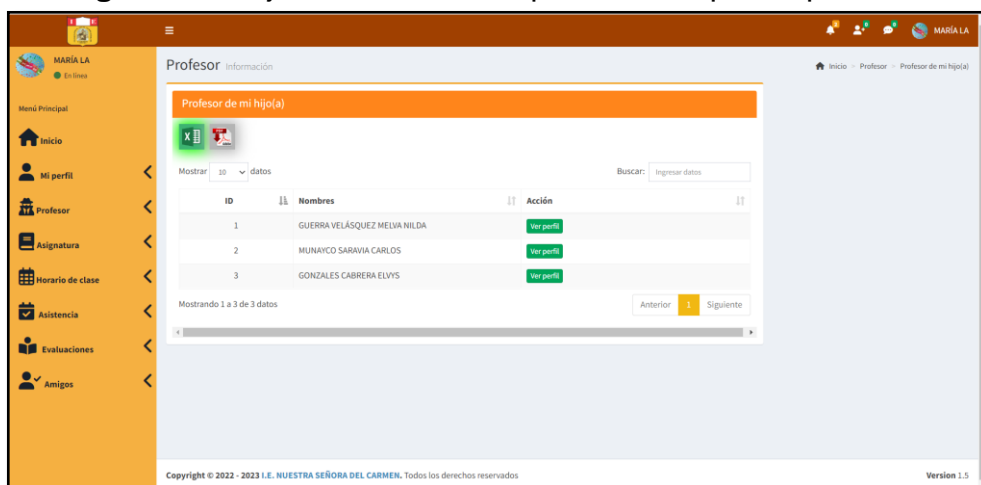 MARÍA LA
MARÍA LA
En línea
Profesor Información
Inicio > Profesor > Profesor de mi hijo(a)
Menú Principal
Inicio
Mi perfil
Profesor
Asignatura
Horario de clase
Asistencia
Evaluaciones
Amigos
Profesor de mi hijo(a)
Mostrar 10 datos
Buscar: Ingresar datos
ID Nombres Acción
1 GUERRA VELÁSQUEZ MELVA NILDA Ver perfil
2 MUNAYCO SARAVIA CARLOS Ver perfil
3 GONZALES CABRERA ELVYS Ver perfil
Mostrando 1 a 3 de 3 datos
Anterior 1 Siguiente
Copyright © 2022 - 2023 I.E. NUESTRA SEÑORA DEL CARMEN. Todos los derechos reservados
Version 1.5